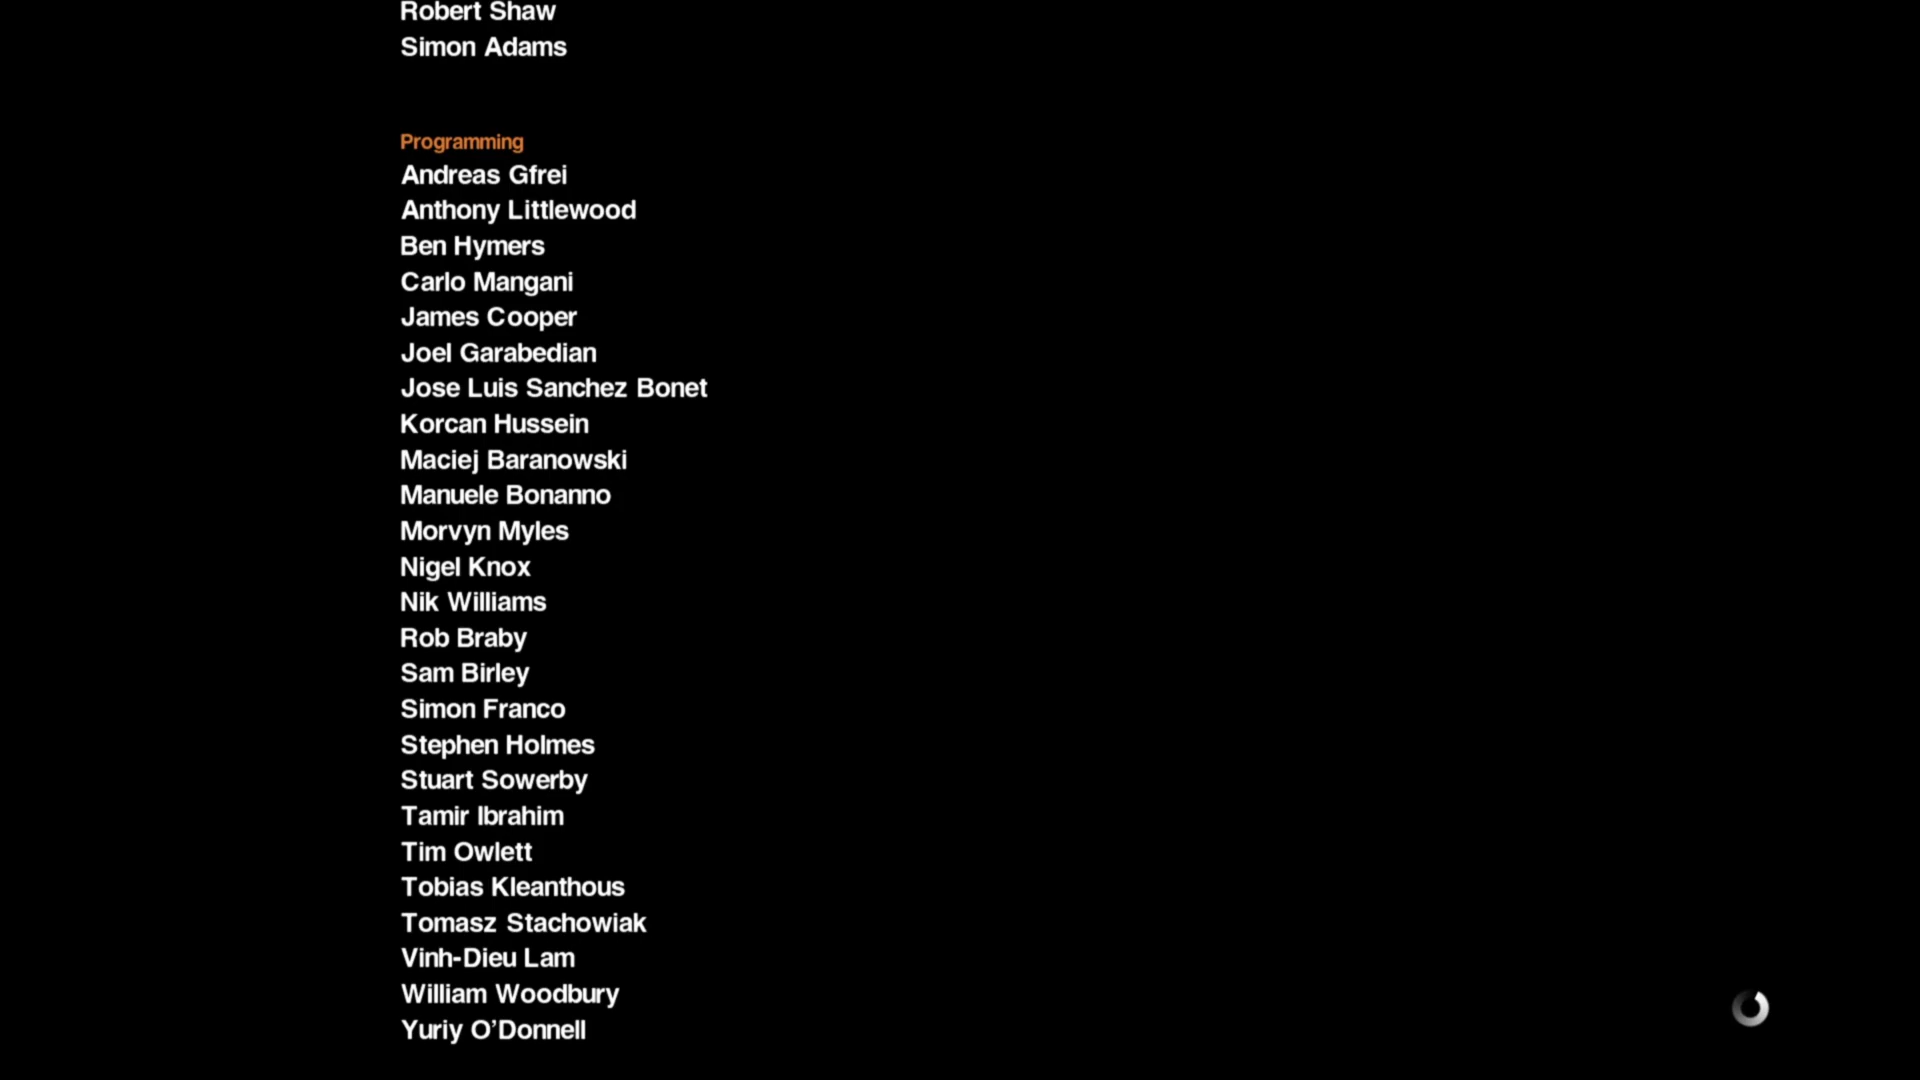 Robert Shaw
Simon Adams
Programming
Andreas Gfrei
Anthony Littlewood
Ben Hymers
Carlo Mangani
James Cooper
Joel Garabedian
Jose Luis Sanchez Bonet
Korcan Hussein
Maciej Baranowski
Manuele Bonanno
Morvyn Myles
Nigel Knox
Nik Williams
Rob Braby
Sam Birley
Simon Franco
Stephen Holmes
Stuart Sowerby
Tamir Ibrahim
Tim Owlett
Tobias Kleanthous
Tomasz Stachowiak
Vinh-Dieu Lam
William Woodbury
Yuriy O’Donnell